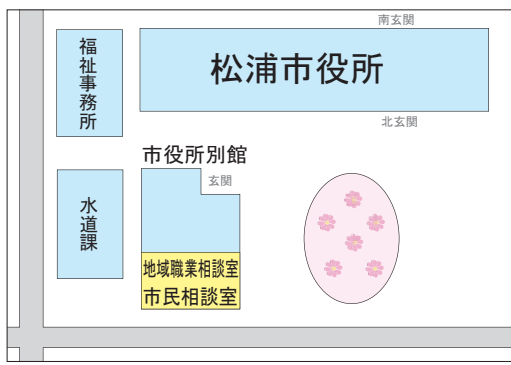 南玄関
福祉事務所
松浦市役所
北玄関
市役所別館
玄関
水道課
地域職業相談室
市民相談室